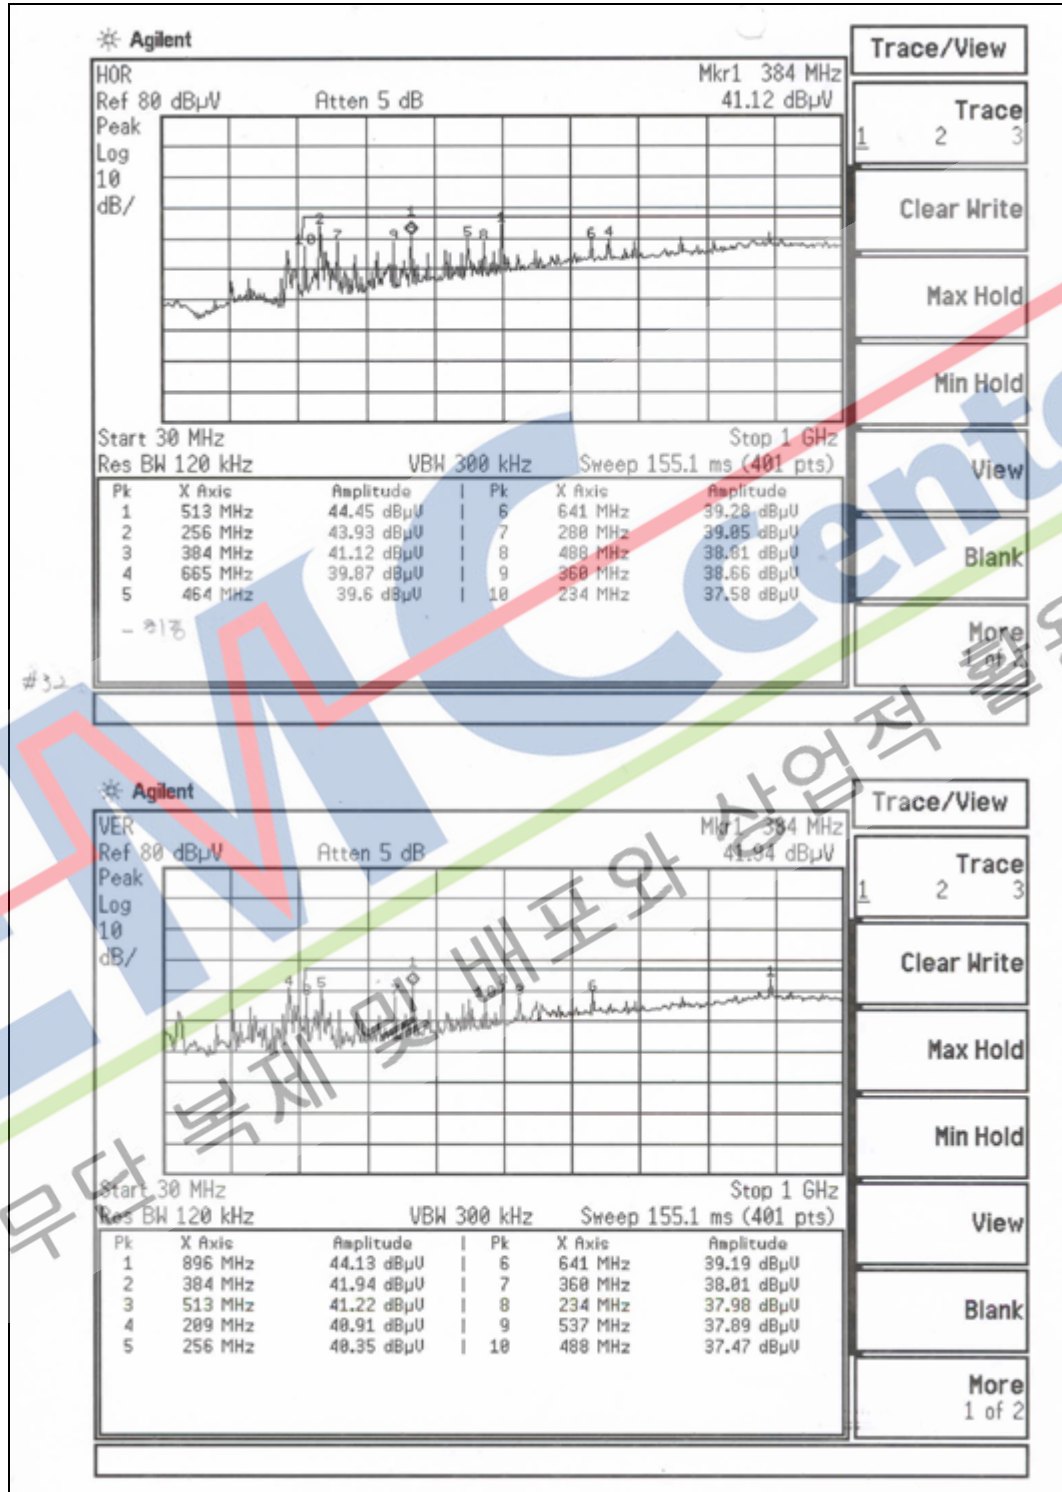 Agilent
HOR
Mkr1 384 MHz
Ref 80 dBµV Atten 5 dB 41.12 dBµV
Peak
Log
10
dB/
Start 30 MHz Stop 1 GHz
Res BW 120 kHz VBW 300 kHz Sweep 155.1 ms (401 pts)
Pk X Axis Amplitude | Pk X Axis Amplitude
1 513 MHz 44.45 dBµV | 6 641 MHz 39.28 dBµV
2 256 MHz 43.93 dBµV | 7 280 MHz 39.05 dBµV
3 384 MHz 41.12 dBµV | 8 488 MHz 38.81 dBµV
4 665 MHz 39.87 dBµV | 9 360 MHz 38.66 dBµV
5 464 MHz 39.6 dBµV | 10 234 MHz 37.58 dBµV
#32
Trace/View
Trace
1 2 3
Clear Write
Max Hold
Min Hold
View
Blank
More
1 of 2
Agilent
VER
Mkr1 384 MHz
Ref 80 dBµV Atten 5 dB 41.94 dBµV
Peak
Log
10
dB/
Start 30 MHz Stop 1 GHz
Res BW 120 kHz VBW 300 kHz Sweep 155.1 ms (401 pts)
Pk X Axis Amplitude | Pk X Axis Amplitude
1 896 MHz 44.13 dBµV | 6 641 MHz 39.19 dBµV
2 384 MHz 41.94 dBµV | 7 360 MHz 38.01 dBµV
3 513 MHz 41.22 dBµV | 8 234 MHz 37.98 dBµV
4 209 MHz 40.91 dBµV | 9 537 MHz 37.89 dBµV
5 256 MHz 40.35 dBµV | 10 488 MHz 37.47 dBµV
Trace/View
Trace
1 2 3
Clear Write
Max Hold
Min Hold
View
Blank
More
1 of 2
EMC cente
무단 복제 및 배포와 상업적 활용